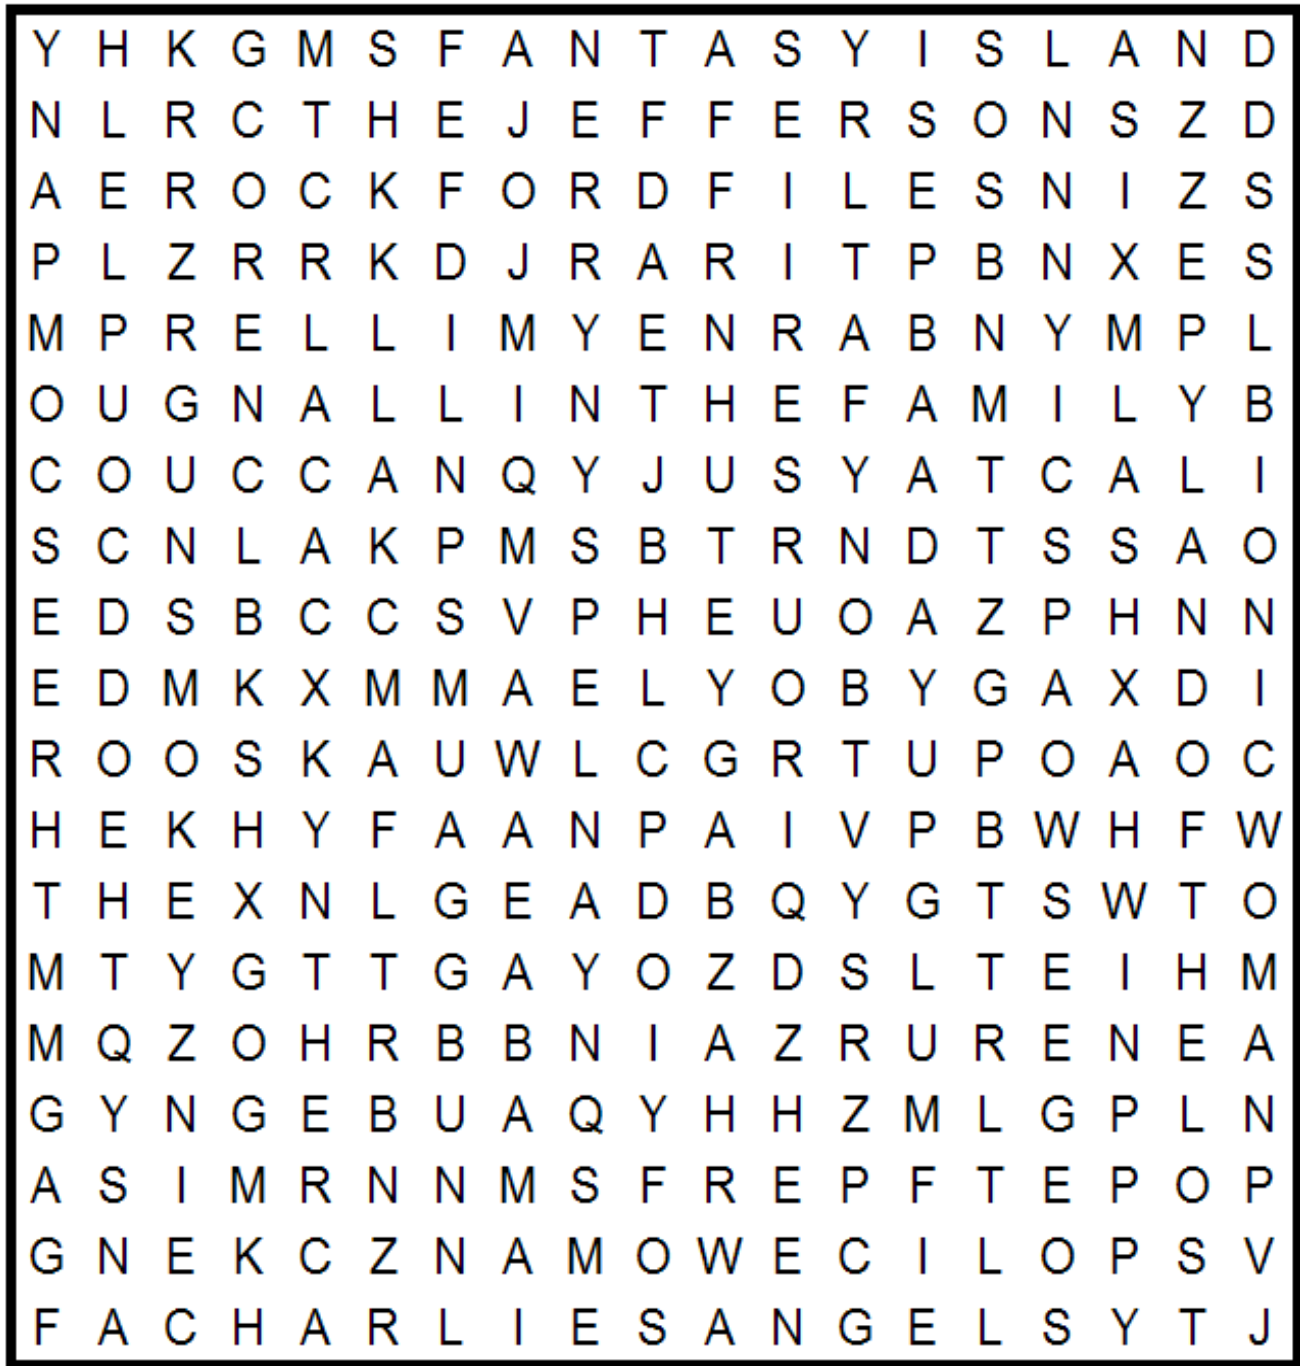 Y H K G M S F A N T A S Y I S L A N D
N L R C T H E J E F F E R S O N S Z D
A E R O C K F O R D F I L E S N I Z S
P L Z R R K D J R A R I T P B N X E S
M P R E L L I M Y E N R A B N Y M P L
O U G N A L L I N T H E F A M I L Y B
C O U C C A N Q Y J U S Y A T C A L I
S C N L A K P M S B T R N D T S S A O
E D S B C C S V P H E U O A Z P H N N
E D M K X M M A E L Y O B Y G A X D I
R O O S K A U W L C G R T U P O A O C
H E K H Y F A A N P A I V P B W H F W
T H E X N L G E A D B Q Y G T S W T O
M T Y G T T G A Y O Z D S L T E I H M
M Q Z O H R B B N I A Z R U R E N E A
G Y N G E B U A Q Y H H Z M L G P L N
A S I M R N N M S F R E P F T E P O P
G N E K C Z N A M O W E C I L O P S V
F A C H A R L I E S A N G E L S Y T J